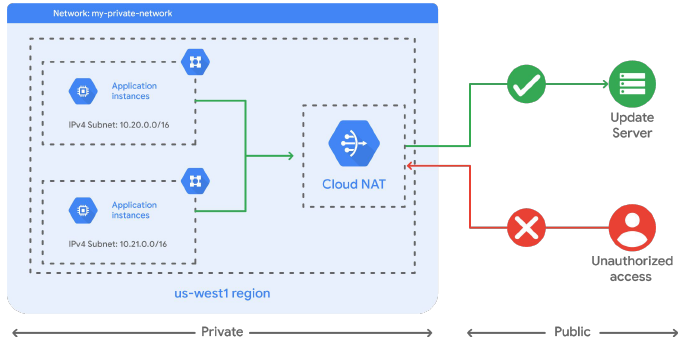 Network: my-private-network
Application
instances
IPv4 Subnet: 10.20.0.0/16
Application
instances
IPv4 Subnet: 10.21.0.0/16
Cloud NAT
us-west1 region
Update
Server
Unauthorized
access
Private
Public